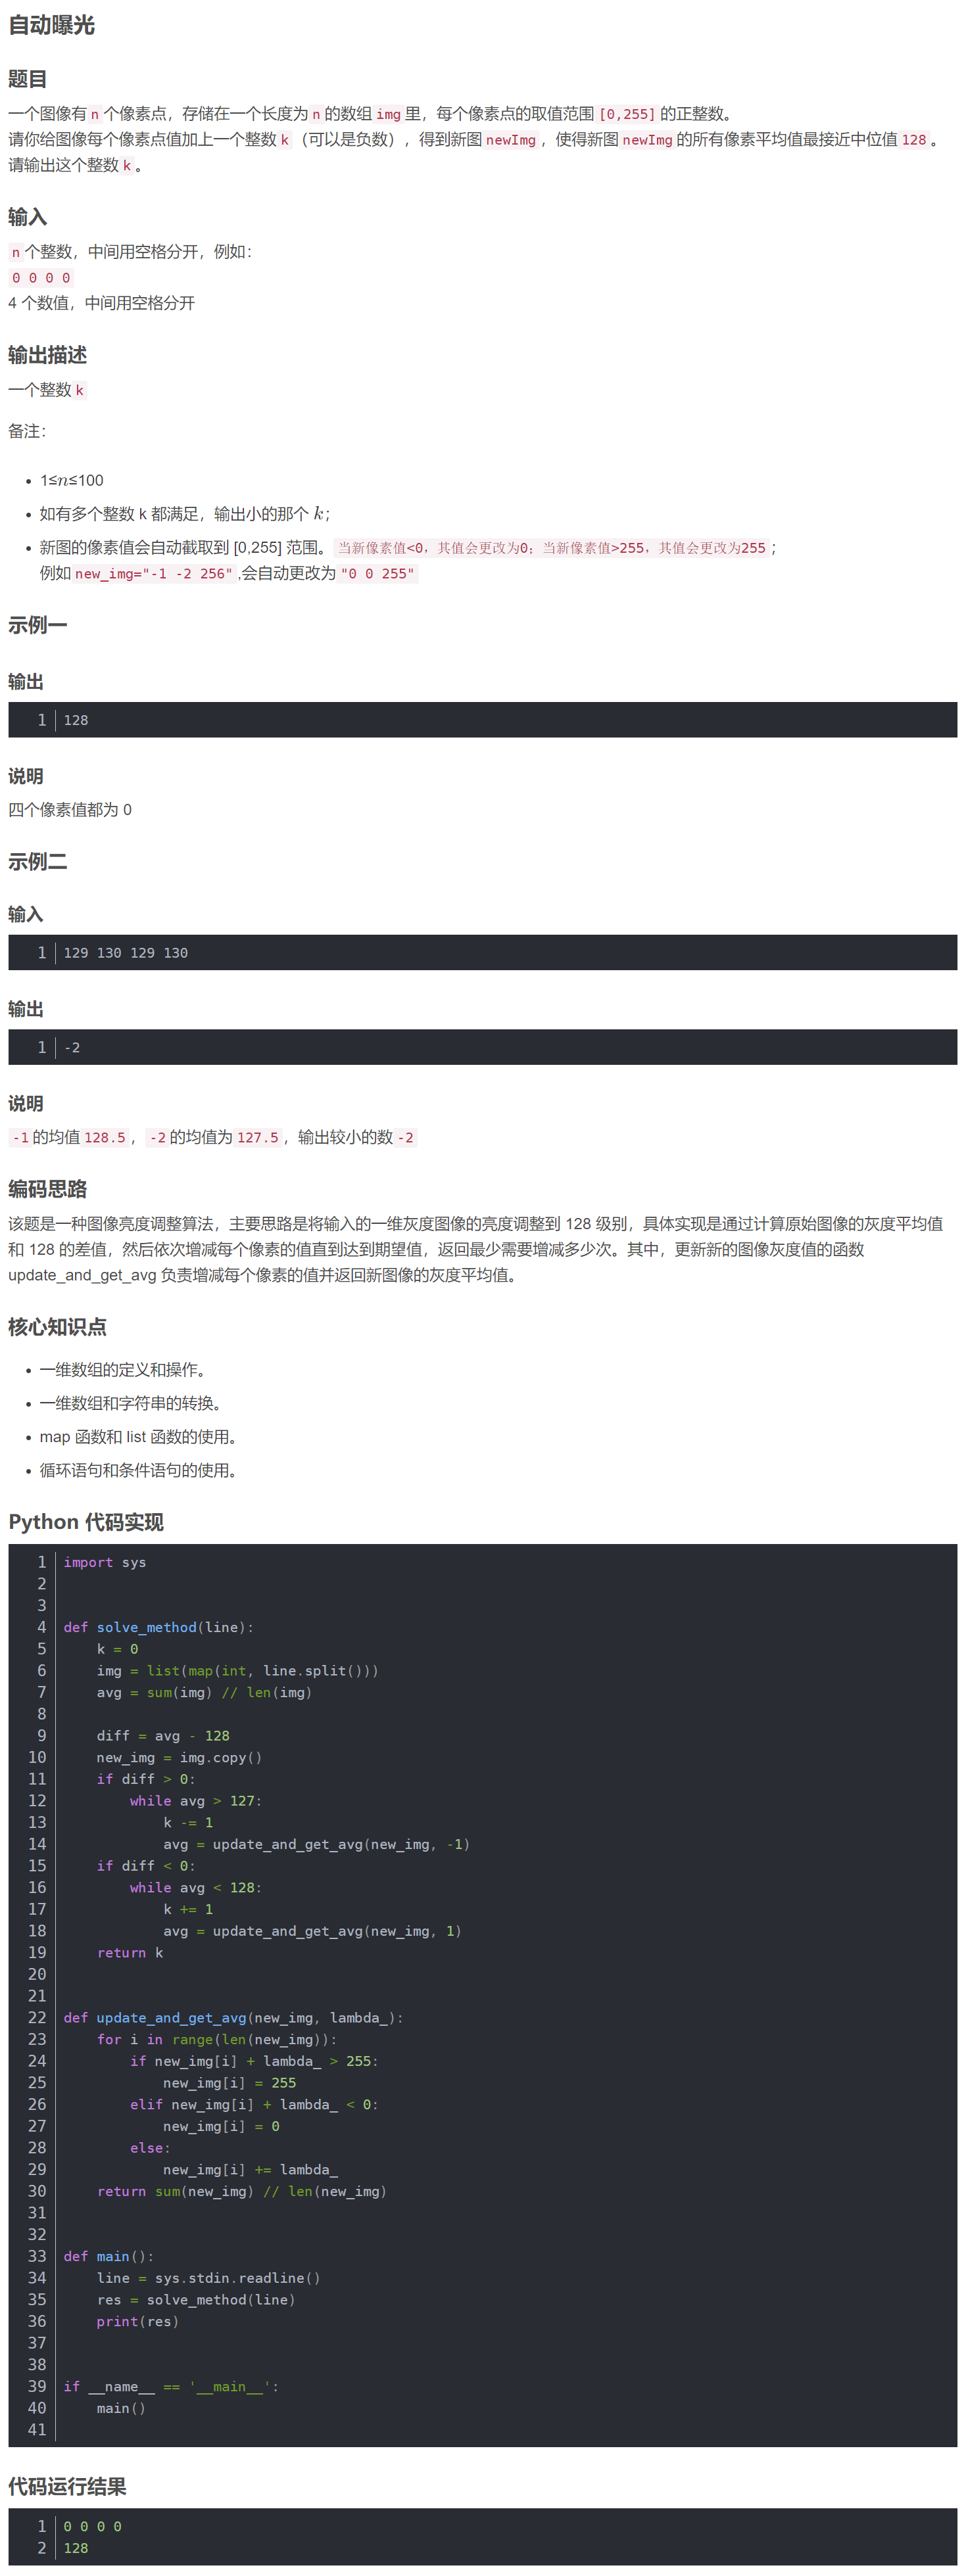 自动曝光
题目
一个图像有 n 个像素点，存储在一个长度为 n 的数组 img 里，每个像素点的取值范围 [0,255] 的正整数。
请你给图像每个像素点值加上一个整数 k （可以是负数），得到新图 newImg ，使得新图 newImg 的所有像素平均值最接近中位值 128 。
请输出这个整数 k 。
输入
n 个整数，中间用空格分开，例如：
0 0 0 0
4 个数值，中间用空格分开
输出描述
一个整数 k
备注：
• 1≤n≤100
• 如有多个整数 k 都满足，输出小的那个 k；
• 新图的像素值会自动截取到 [0,255] 范围。当新像素值<0，其值会更改为0；当新像素值>255，其值会更改为255；
例如 new_img="-1 -2 256" ,会自动更改为 "0 0 255"
示例一
输出
1 128
说明
四个像素值都为 0
示例二
输入
1 129 130 129 130
输出
1 -2
说明
-1 的均值 128.5 ， -2 的均值为 127.5 ，输出较小的数 -2
编码思路
该题是一种图像亮度调整算法，主要思路是将输入的一维灰度图像的亮度调整到 128 级别，具体实现是通过计算原始图像的灰度平均值
和 128 的差值，然后依次增减每个像素的值直到达到期望值，返回最少需要增减多少次。其中，更新新的图像灰度值的函数
update_and_get_avg 负责增减每个像素的值并返回新图像的灰度平均值。
核心知识点
• 一维数组的定义和操作。
• 一维数组和字符串的转换。
• map 函数和 list 函数的使用。
• 循环语句和条件语句的使用。
Python 代码实现
1 import sys
2
3
4 def solve_method(line):
5     k = 0
6     img = list(map(int, line.split()))
7     avg = sum(img) // len(img)
8
9     diff = avg - 128
10     new_img = img.copy()
11     if diff > 0:
12         while avg > 127:
13             k -= 1
14             avg = update_and_get_avg(new_img, -1)
15     if diff < 0:
16         while avg < 128:
17             k += 1
18             avg = update_and_get_avg(new_img, 1)
19     return k
20
21
22 def update_and_get_avg(new_img, lambda_):
23     for i in range(len(new_img)):
24         if new_img[i] + lambda_ > 255:
25             new_img[i] = 255
26         elif new_img[i] + lambda_ < 0:
27             new_img[i] = 0
28         else:
29             new_img[i] += lambda_
30     return sum(new_img) // len(new_img)
31
32
33 def main():
34     line = sys.stdin.readline()
35     res = solve_method(line)
36     print(res)
37
38
39 if __name__ == '__main__':
40     main()
41
代码运行结果
1 0 0 0 0
2 128